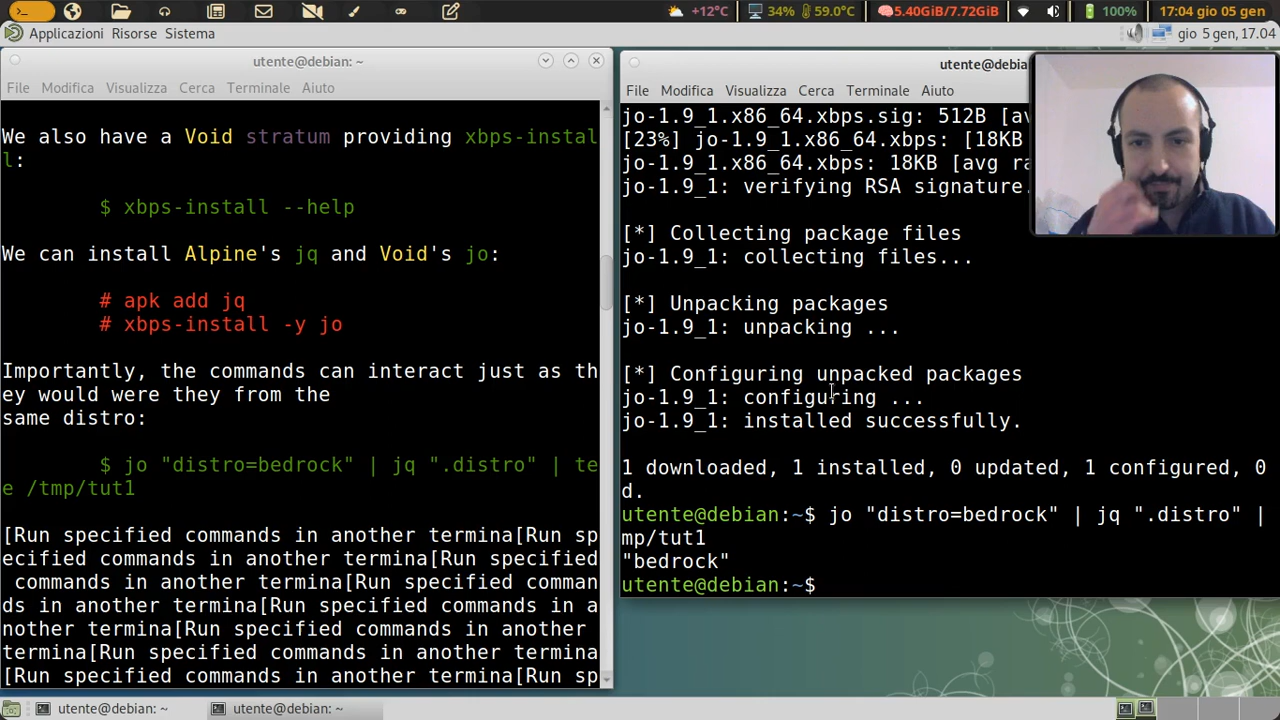 +12°C
34%
59.0°C
5.40GiB/7.72GiB
100%
17:04 gio 05 gen
Applicazioni Risorse Sistema
gio 5 gen, 17.04
utente@debian: ~
File Modifica Visualizza Cerca Terminale Aiuto
We also have a Void stratum providing xbps-instal
l:
$ xbps-install --help
We can install Alpine's jq and Void's jo:
# apk add jq
# xbps-install -y jo
Importantly, the commands can interact just as th
ey would were they from the
same distro:
$ jo "distro=bedrock" | jq ".distro" | te
e /tmp/tut1
[Run specified commands in another termina[Run sp
ecified commands in another termina[Run specified
commands in another termina[Run specified comman
ds in another termina[Run specified commands in a
nother termina[Run specified commands in another
termina[Run specified commands in another termina
[Run specified commands in another termina[Run sp
utente@debia
File Modifica Visualizza Cerca Terminale Aiuto
jo-1.9_1.x86_64.xbps.sig: 512B [av
[23%] jo-1.9_1.x86_64.xbps: [18KB
jo-1.9_1.x86_64.xbps: 18KB [avg ra
jo-1.9_1: verifying RSA signature.
[*] Collecting package files
jo-1.9_1: collecting files...
[*] Unpacking packages
jo-1.9_1: unpacking ...
[*] Configuring unpacked packages
jo-1.9_1: configuring ...
jo-1.9_1: installed successfully.
1 downloaded, 1 installed, 0 updated, 1 configured, 0
d.
utente@debian:~$ jo "distro=bedrock" | jq ".distro" |
mp/tut1
"bedrock"
utente@debian:~$
utente@debian: ~
utente@debian: ~